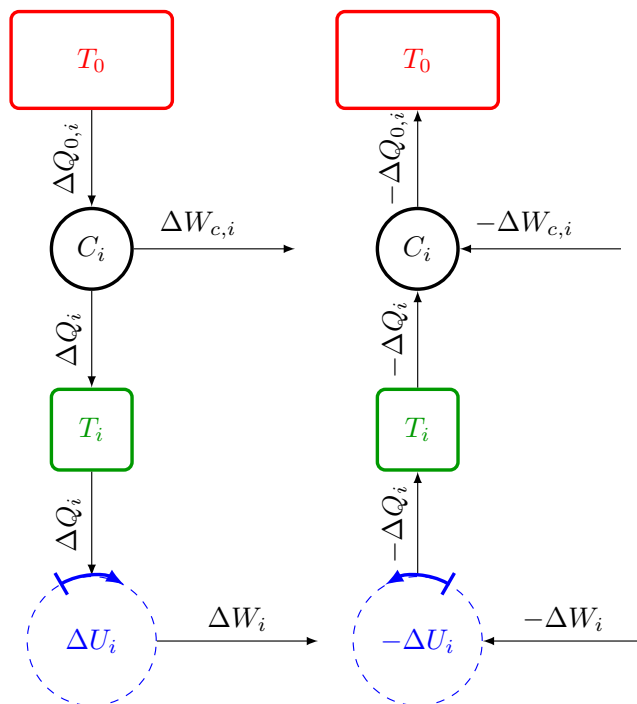 T_0
ΔQ_{0,i}
C_i
ΔW_{c,i}
ΔQ_i
T_i
ΔQ_i
ΔU_i
ΔW_i
T_0
−ΔQ_{0,i}
C_i
−ΔW_{c,i}
−ΔQ_i
T_i
−ΔQ_i
−ΔU_i
−ΔW_i